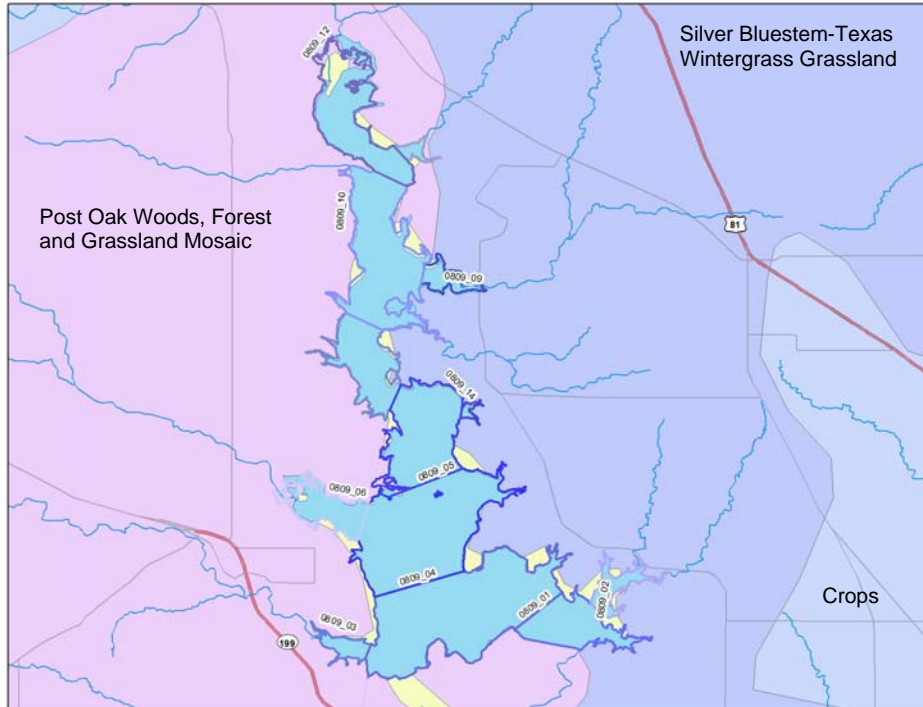 0809_12
Silver Bluestem-Texas
Wintergrass Grassland
0809_10
Post Oak Woods, Forest
and Grassland Mosaic
81
0809_09
0809_14
0809_05
0809_06
0809_04
0809_01
0809_02
Crops
0809_03
199